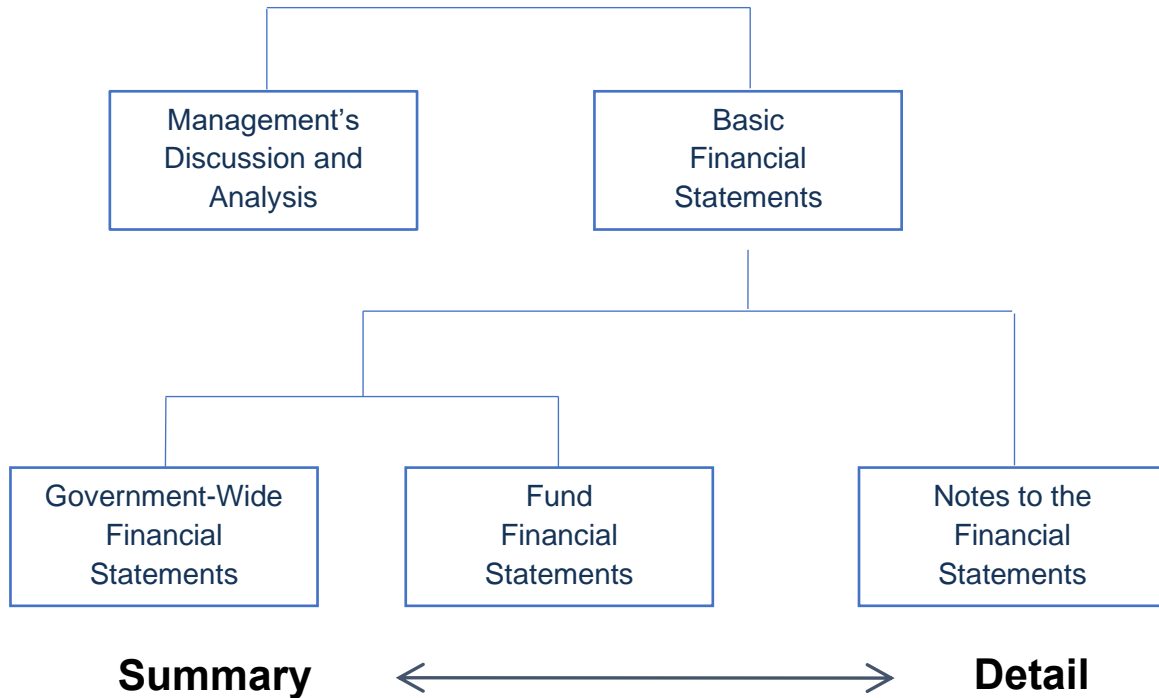 Management’s
Discussion and
Analysis
Basic
Financial
Statements
Government-Wide
Financial
Statements
Fund
Financial
Statements
Notes to the
Financial
Statements
Summary
Detail